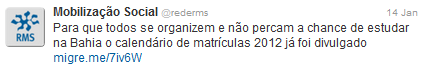 RMS
Mobilização Social @rederms 14 Jan
Para que todos se organizem e não percam a chance de estudar
na Bahia o calendário de matrículas 2012 já foi divulgado
migre.me/7iv6W